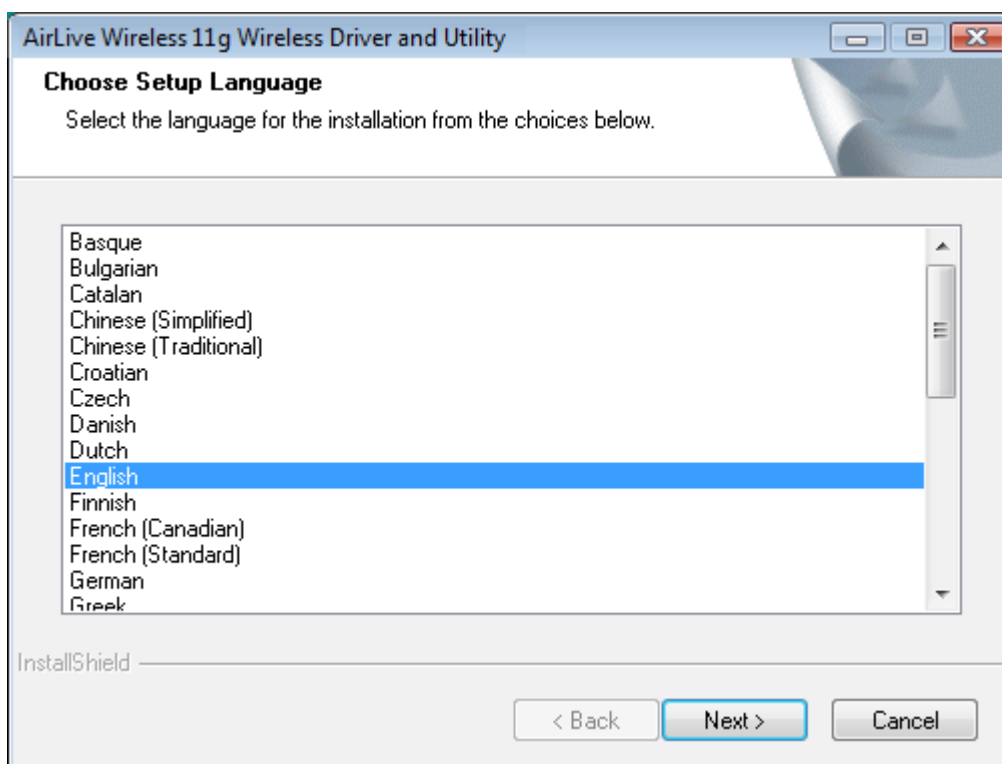 AirLive Wireless 11g Wireless Driver and Utility
Choose Setup Language
Select the language for the installation from the choices below.
Basque
Bulgarian
Catalan
Chinese (Simplified)
Chinese (Traditional)
Croatian
Czech
Danish
Dutch
English
Finnish
French (Canadian)
French (Standard)
German
Greek
InstallShield
< Back Next > Cancel